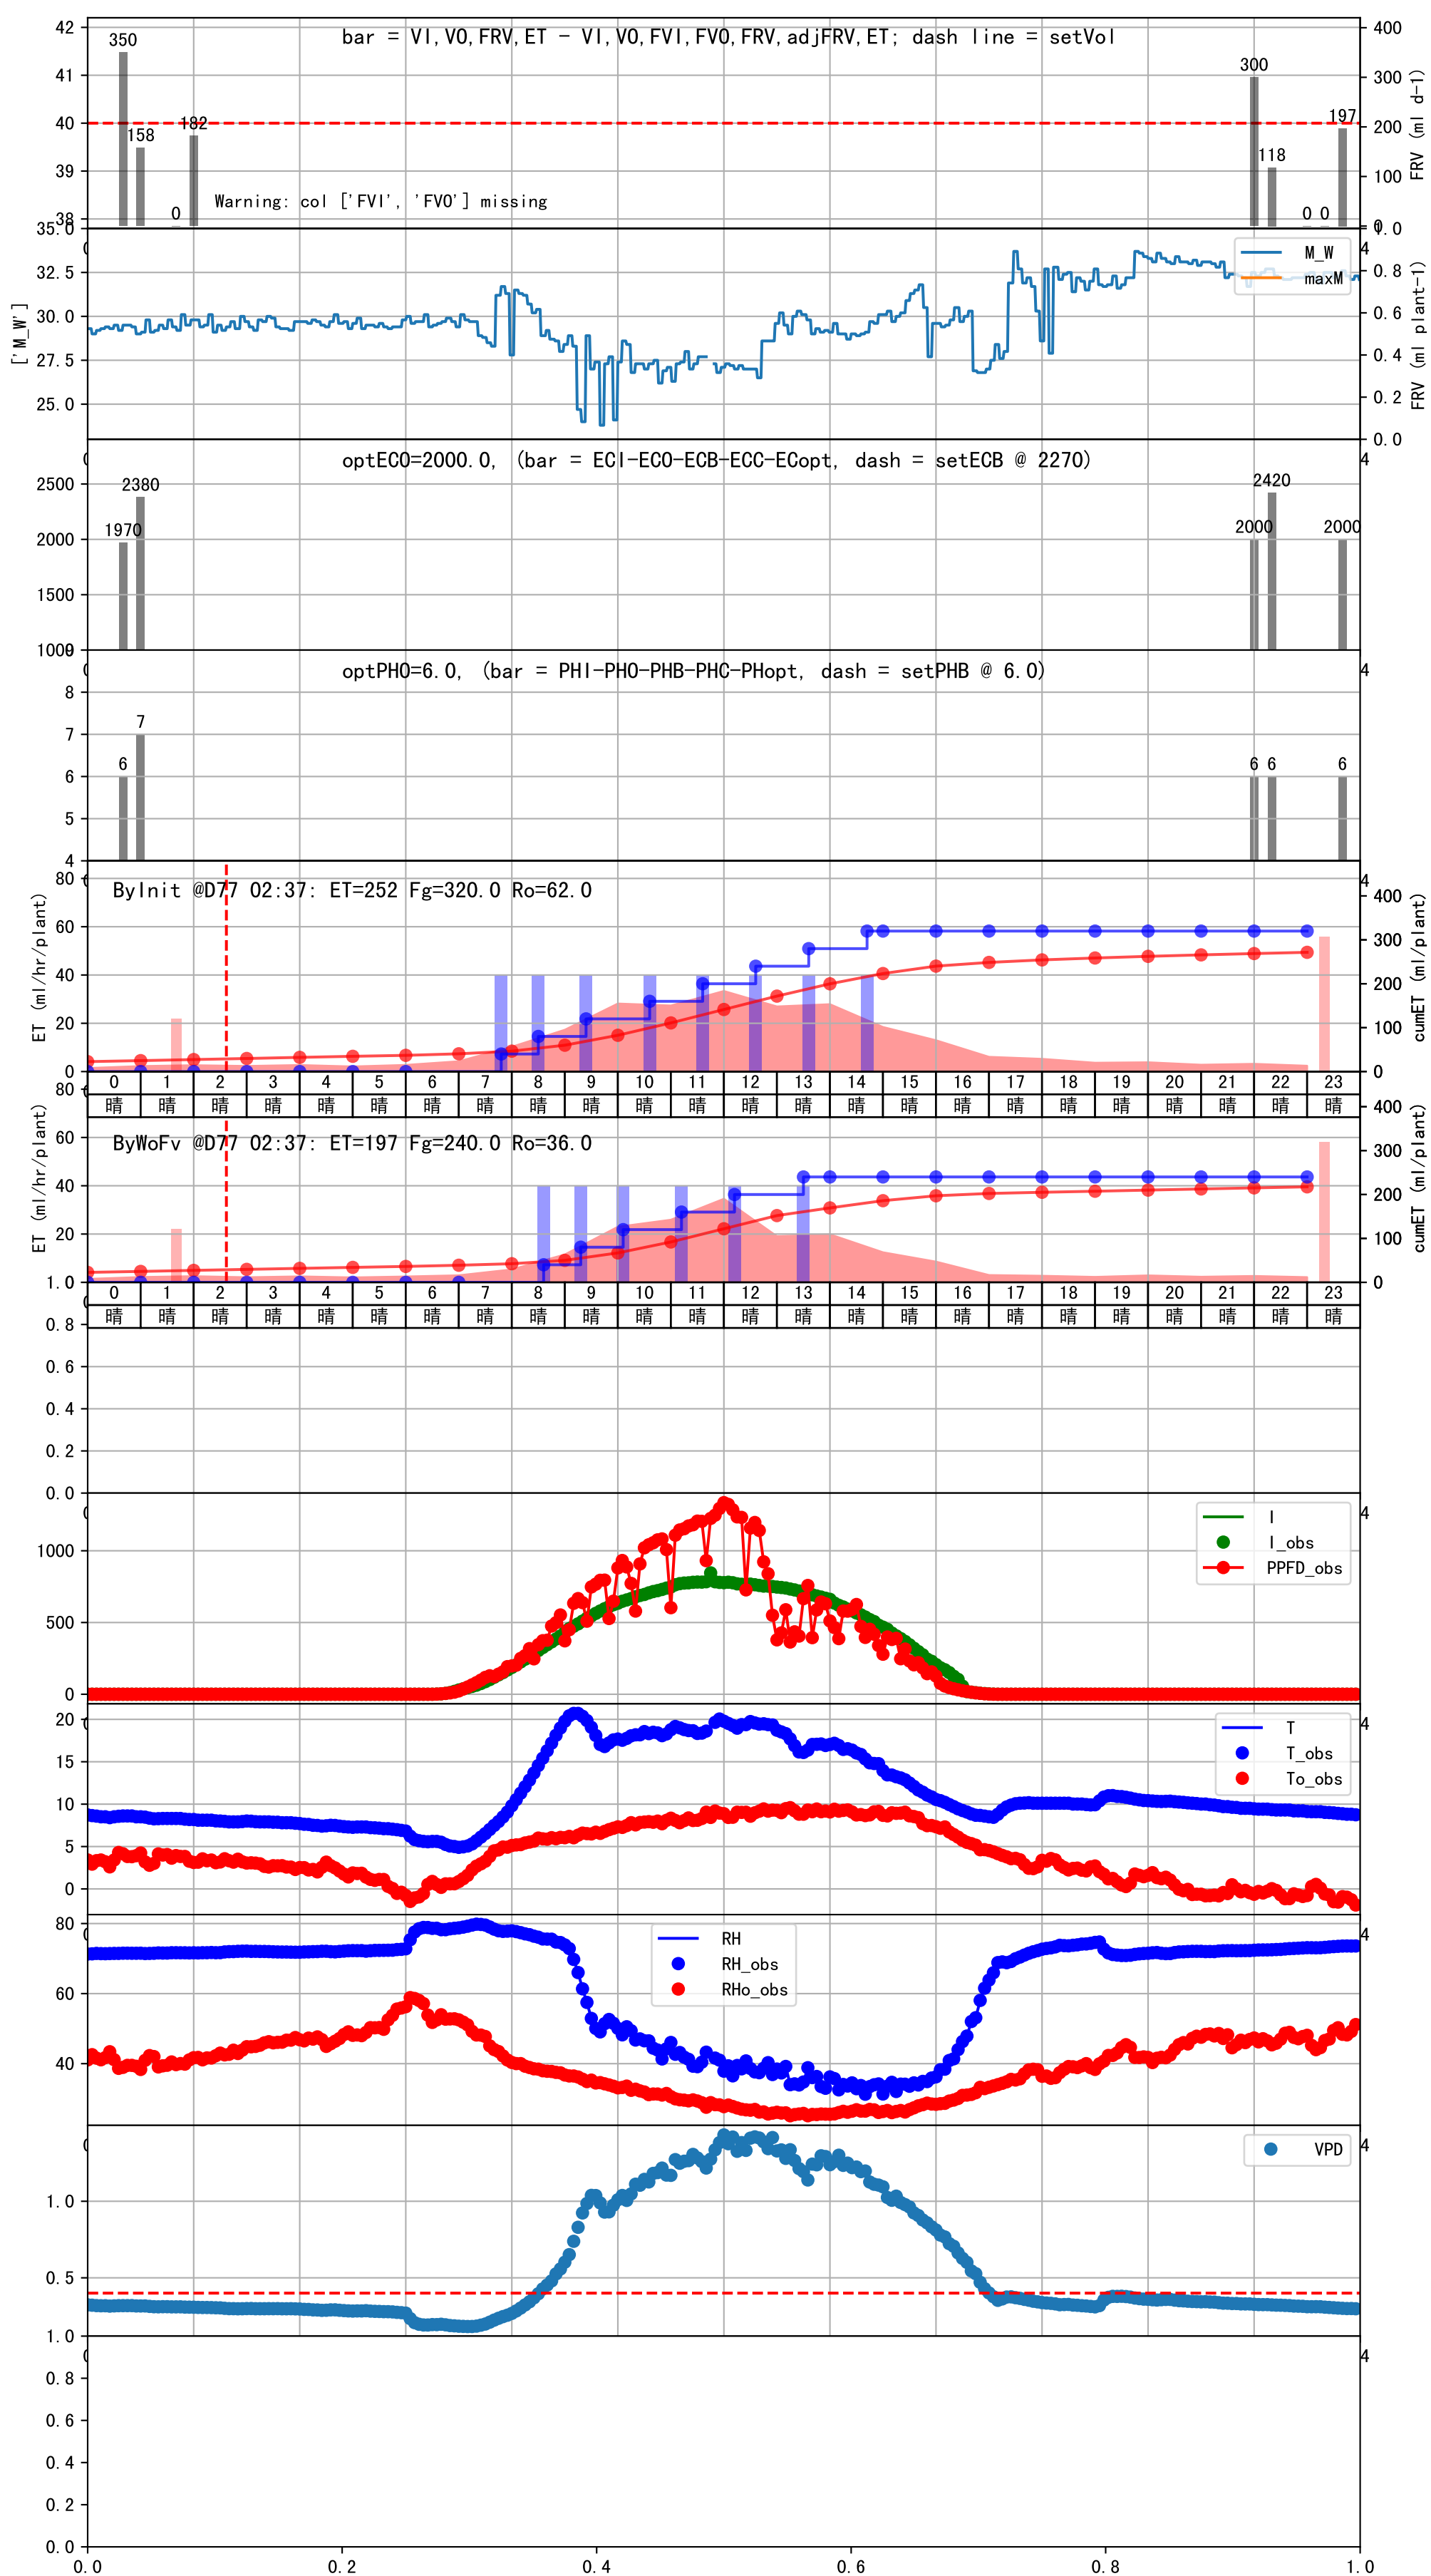 bar = VI,VO,FRV,ET - VI,VO,FVI,FVO,FRV,adjFRV,ET; dash line = setVol
42 41 40 39 38
400 300 200 100 0
FRV (ml d-1)
350 158 0 182 300 118 0 0 197
Warning: col ['FVI', 'FVO'] missing
['M_W']
35.0 32.5 30.0 27.5 25.0
1.0 0.8 0.6 0.4 0.2 0.0
FRV (ml plant-1)
M_W
maxM
optECO=2000.0, (bar = ECI-ECO-ECB-ECC-ECopt, dash = setECB @ 2270)
2500 2000 1500 1000
1970 2380 2000 2420 2000
optPHO=6.0, (bar = PHI-PHO-PHB-PHC-PHopt, dash = setPHB @ 6.0)
9 8 7 6 5 4
6 7 6 6 6
ByInit @D77 02:37: ET=252 Fg=320.0 Ro=62.0
ET (ml/hr/plant)
80 60 40 20 0
cumET (ml/plant)
400 300 200 100 0
0 1 2 3 4 5 6 7 8 9 10 11 12 13 14 15 16 17 18 19 20 21 22 23
晴 晴 晴 晴 晴 晴 晴 晴 晴 晴 晴 晴 晴 晴 晴 晴 晴 晴 晴 晴 晴 晴 晴 晴
ByWoFv @D77 02:37: ET=197 Fg=240.0 Ro=36.0
ET (ml/hr/plant)
80 60 40 20
cumET (ml/plant)
400 300 200 100 0
0 1 2 3 4 5 6 7 8 9 10 11 12 13 14 15 16 17 18 19 20 21 22 23
晴 晴 晴 晴 晴 晴 晴 晴 晴 晴 晴 晴 晴 晴 晴 晴 晴 晴 晴 晴 晴 晴 晴 晴
1.0 0.8 0.6 0.4 0.2 0.0
1000 500 0
I
I_obs
PPFD_obs
20 15 10 5 0
T
T_obs
To_obs
80 60 40
RH
RH_obs
RHo_obs
1.0 0.5
VPD
1.0 0.8 0.6 0.4 0.2 0.0
0.0 0.2 0.4 0.6 0.8 1.0